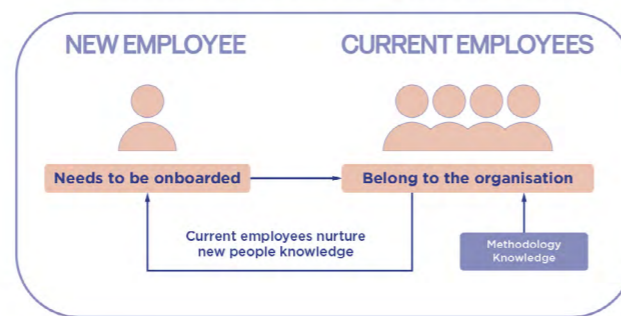 NEW EMPLOYEE
CURRENT EMPLOYEES
Needs to be onboarded
Belong to the organisation
Current employees nurture
new people knowledge
Methodology
Knowledge